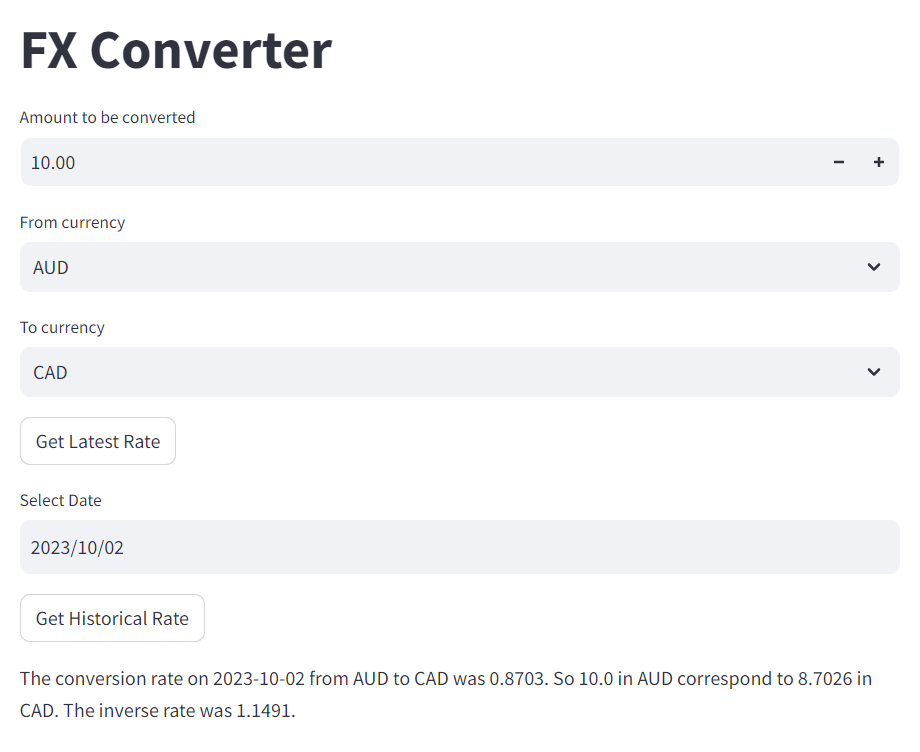 FX Converter
Amount to be converted
10.00
From currency
AUD
To currency
CAD
Get Latest Rate
Select Date
2023/10/02
Get Historical Rate
The conversion rate on 2023-10-02 from AUD to CAD was 0.8703. So 10.0 in AUD correspond to 8.7026 in
CAD. The inverse rate was 1.1491.